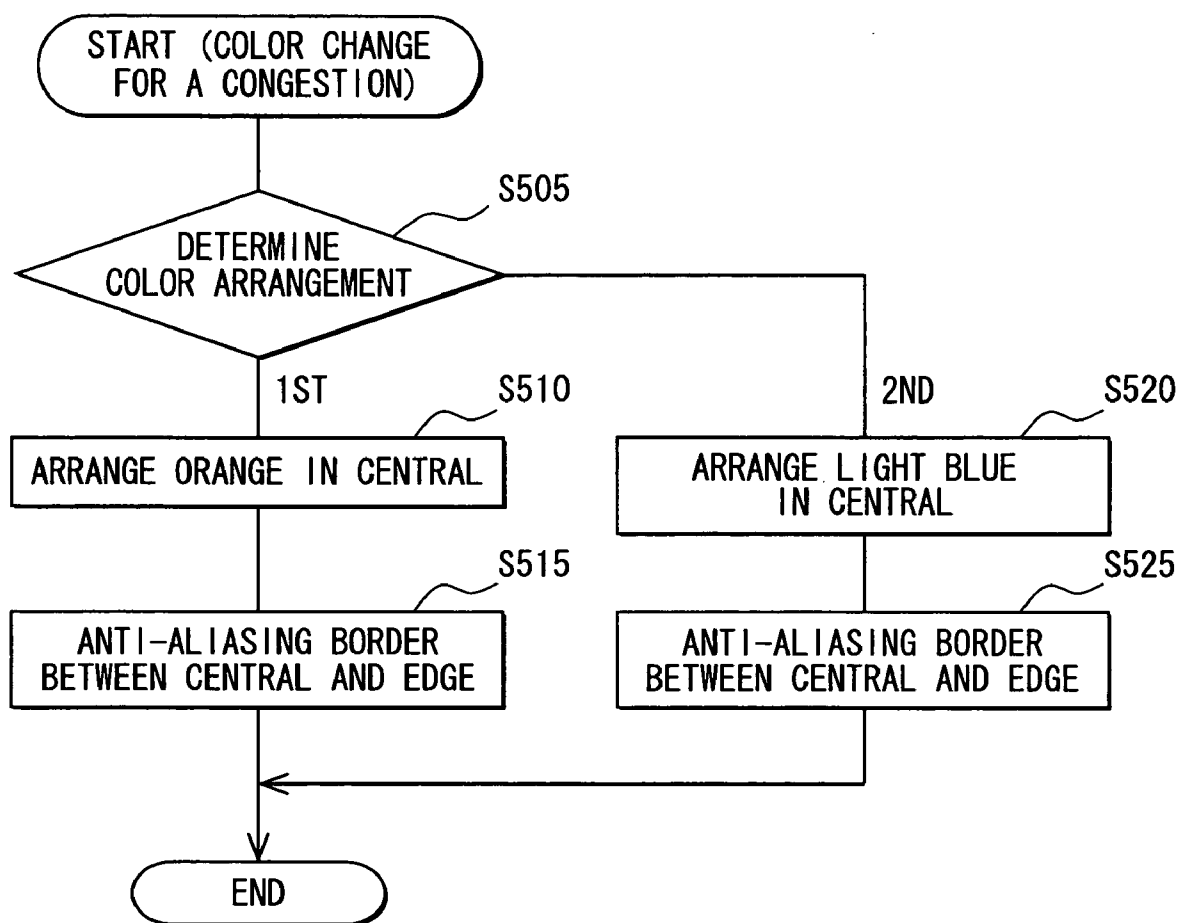 START (COLOR CHANGE
FOR A CONGESTION)
S505
DETERMINE
COLOR ARRANGEMENT
1ST
S510
ARRANGE ORANGE IN CENTRAL
S515
ANTI-ALIASING BORDER
BETWEEN CENTRAL AND EDGE
2ND
S520
ARRANGE LIGHT BLUE
IN CENTRAL
S525
ANTI-ALIASING BORDER
BETWEEN CENTRAL AND EDGE
END